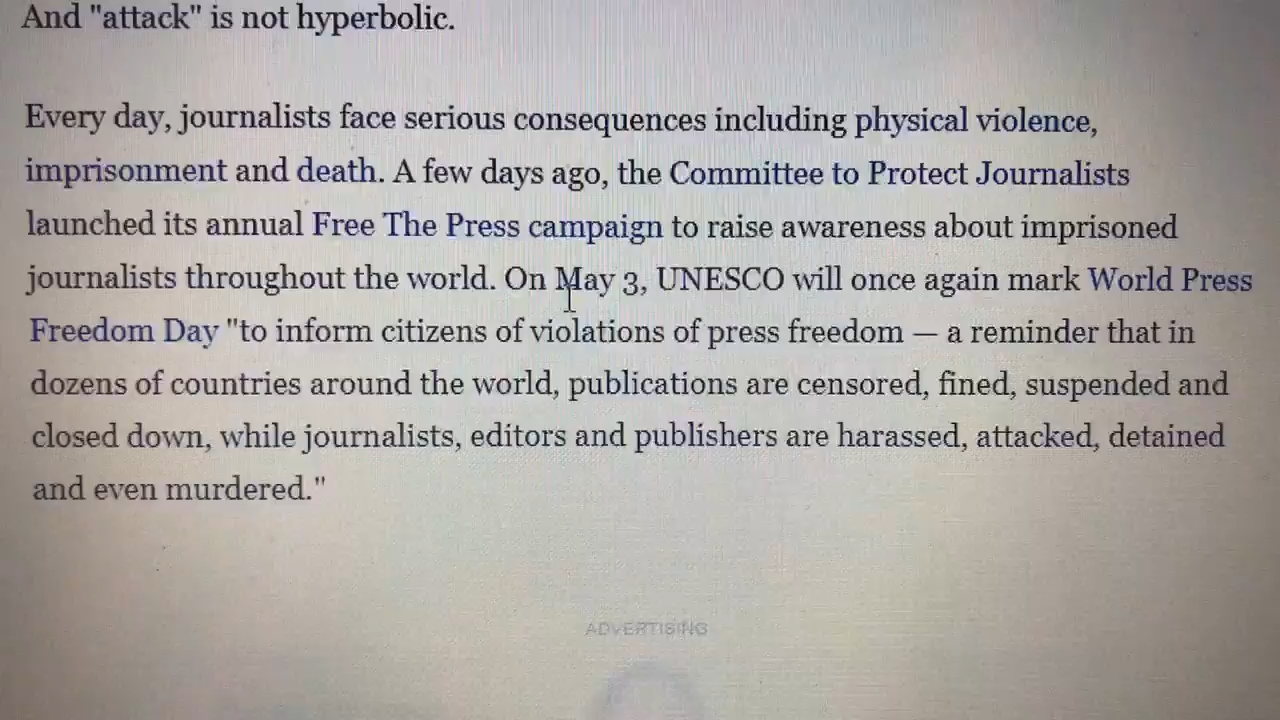 And "attack" is not hyperbolic.
Every day, journalists face serious consequences including physical violence,
imprisonment and death. A few days ago, the Committee to Protect Journalists
launched its annual Free The Press campaign to raise awareness about imprisoned
journalists throughout the world. On May 3, UNESCO will once again mark World Press
Freedom Day "to inform citizens of violations of press freedom — a reminder that in
dozens of countries around the world, publications are censored, fined, suspended and
closed down, while journalists, editors and publishers are harassed, attacked, detained
and even murdered."
ADVERTISING